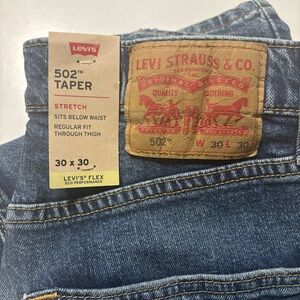 Levi's
502™
TAPER
STRETCH
SITS BELOW WAIST
REGULAR FIT
THROUGH THIGH
30 x 30
LEVI'S® FLEX
ECO PERFORMANCE
LEVI STRAUSS & CO.
QUALITY CLOTHING
502™ W 30 L 30